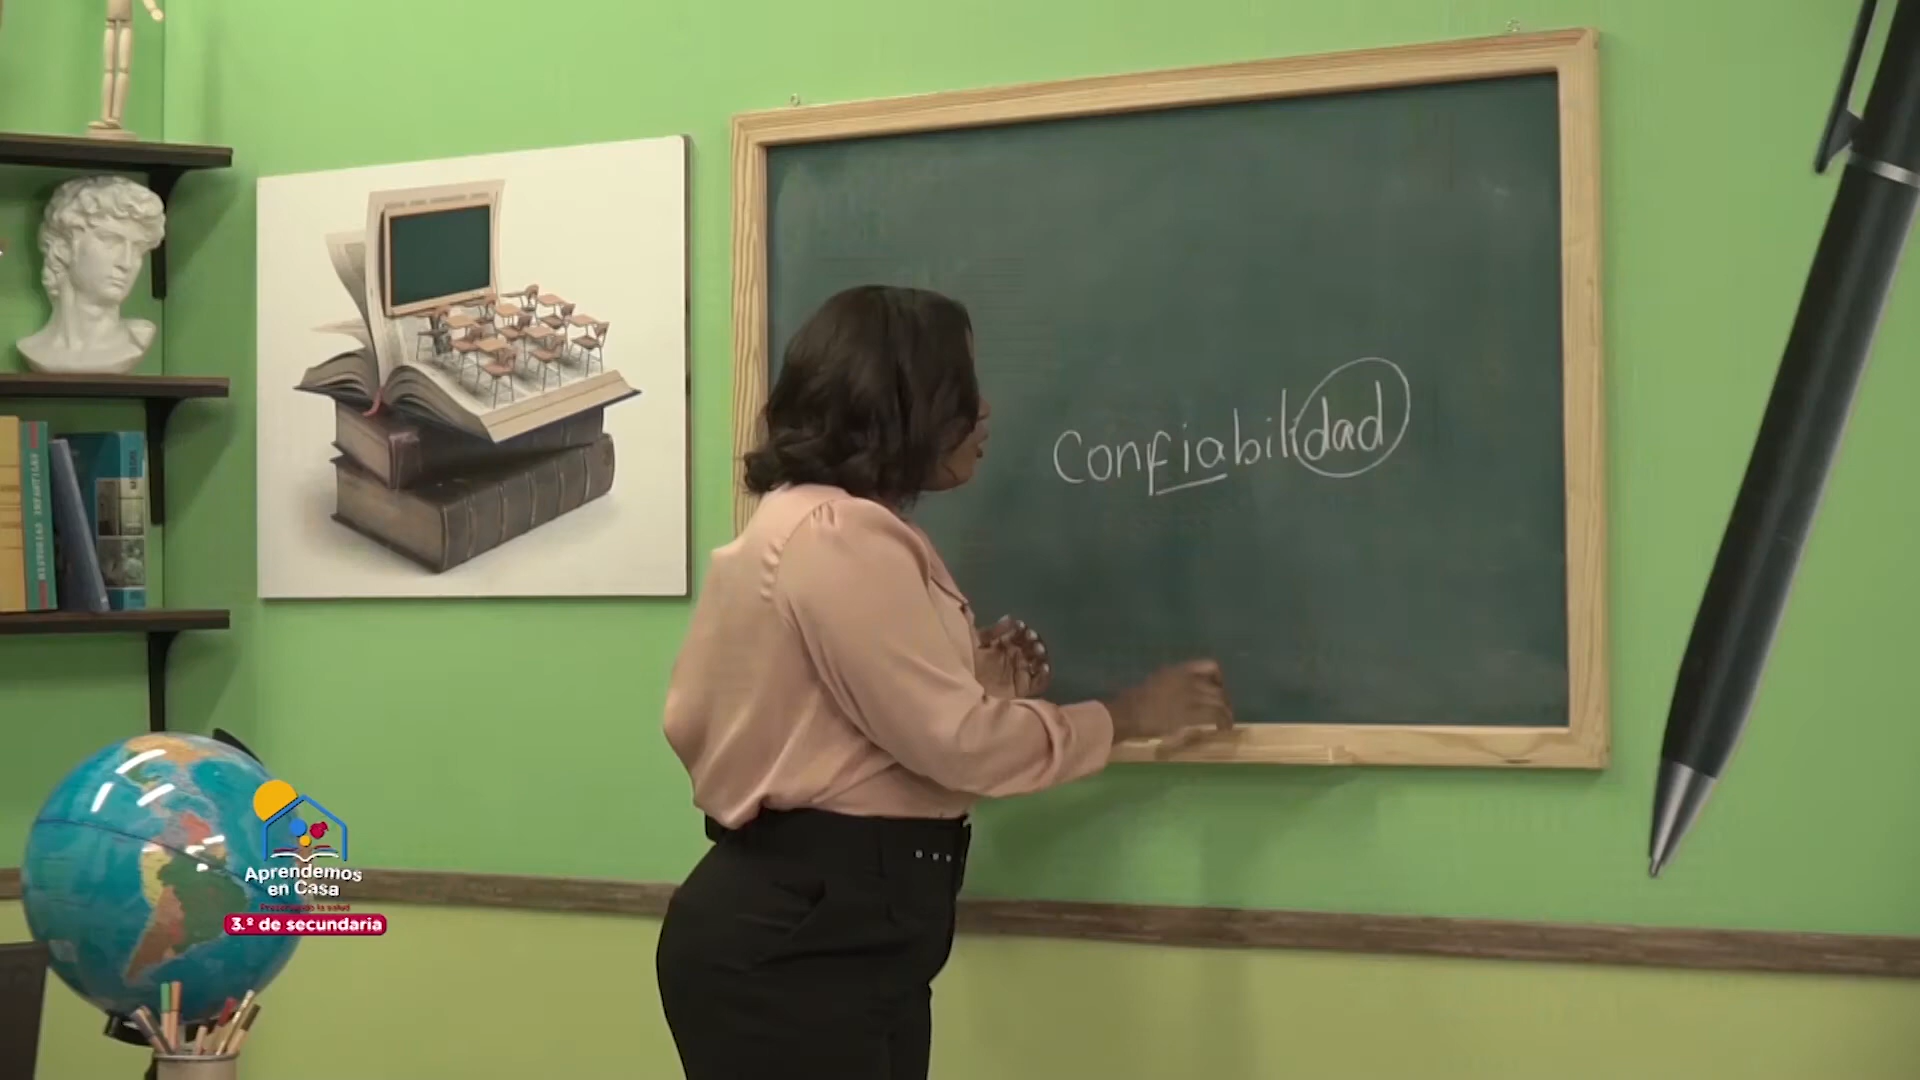 Confiabilidad
Aprendemos
en Casa
3.º de secundaria